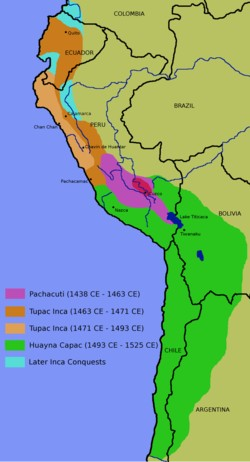 COLOMBIA
Quito
ECUADOR
Cajamarca
BRAZIL
Chan Chan
PERU
Chavin de Huantar
Pachacamac
Cuzco
Nazca
Lake Titicaca
BOLIVIA
Tiwanaku
Pachacuti (1438 CE - 1463 CE)
Tupac Inca (1463 CE - 1471 CE)
Tupac Inca (1471 CE - 1493 CE)
Huayna Capac (1493 CE - 1525 CE)
CHILE
Later Inca Conquests
ARGENTINA